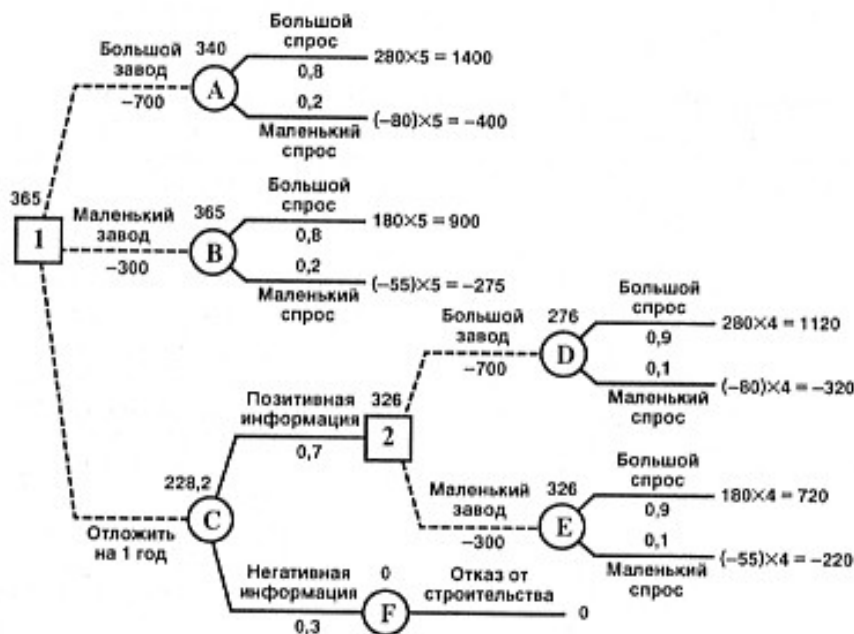 Большой
завод
−700
340
A
Большой
спрос
0,8
280×5 = 1400
0,2
Маленький
спрос
(−80)×5 = −400
365
1
Маленький
завод
−300
365
B
Большой
спрос
0,8
180×5 = 900
0,2
Маленький
спрос
(−55)×5 = −275
Отложить
на 1 год
228,2
C
Позитивная
информация
0,7
326
2
Большой
завод
−700
276
D
Большой
спрос
0,9
280×4 = 1120
0,1
Маленький
спрос
(−80)×4 = −320
Маленький
завод
−300
326
E
Большой
спрос
0,9
180×4 = 720
0,1
Маленький
спрос
(−55)×4 = −220
Негативная
информация
0,3
0
F
Отказ от
строительства
0